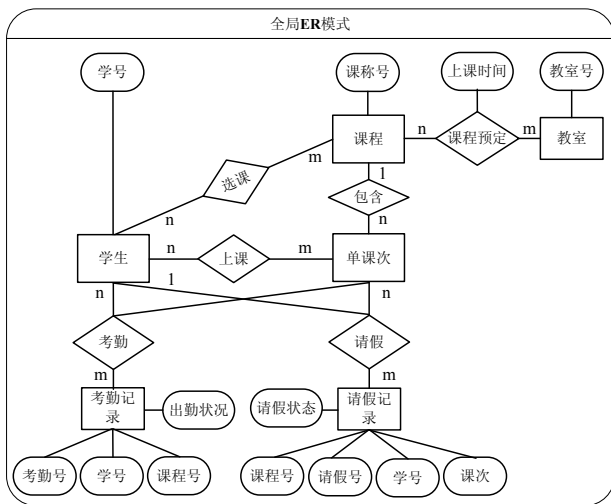 全局ER模式
学号
课称号
上课时间
教室号
课程
n
课程预定
m
教室
m
选课
1
包含
n
n
学生
n
上课
m
单课次
n
1
n
考勤
请假
m
m
考勤记录
出勤状况
请假状态
请假记录
考勤号
学号
课程号
课程号
请假号
学号
课次